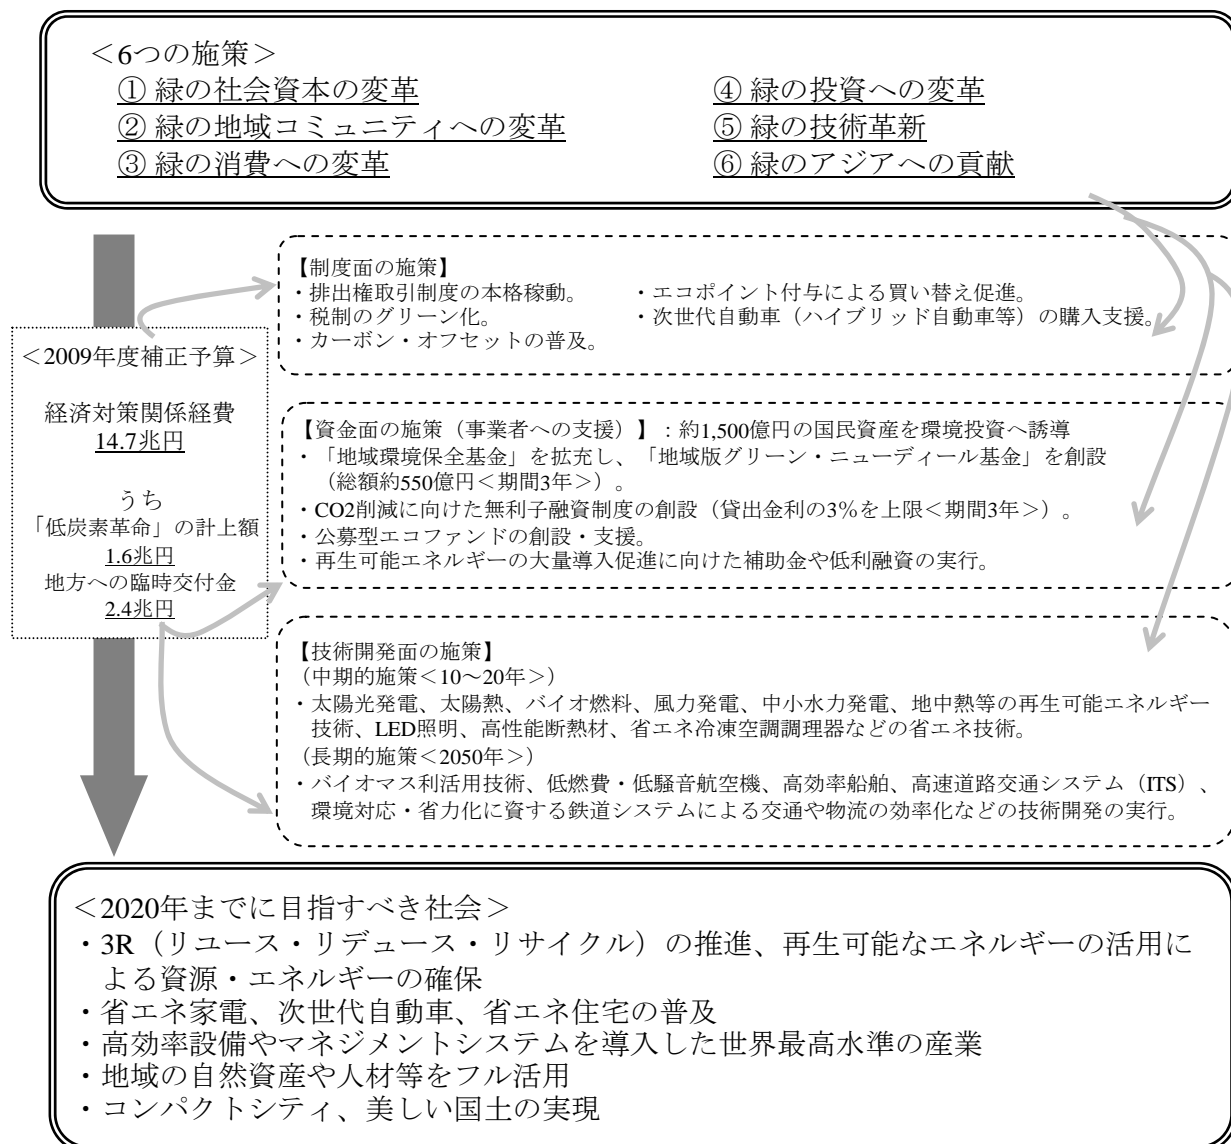 ＜6つの施策＞
① 緑の社会資本の変革
② 緑の地域コミュニティへの変革
③ 緑の消費への変革
④ 緑の投資への変革
⑤ 緑の技術革新
⑥ 緑のアジアへの貢献
＜2009年度補正予算＞
経済対策関係経費
14.7兆円
うち
「低炭素革命」の計上額
1.6兆円
地方への臨時交付金
2.4兆円
【制度面の施策】
・排出権取引制度の本格稼動。
・税制のグリーン化。
・カーボン・オフセットの普及。
・エコポイント付与による買い替え促進。
・次世代自動車（ハイブリッド自動車等）の購入支援。
【資金面の施策（事業者への支援）】：約1,500億円の国民資産を環境投資へ誘導
・「地域環境保全基金」を拡充し、「地域版グリーン・ニューディール基金」を創設
（総額約550億円＜期間3年＞）。
・CO2削減に向けた無利子融資制度の創設（貸出金利の3%を上限＜期間3年＞）。
・公募型エコファンドの創設・支援。
・再生可能エネルギーの大量導入促進に向けた補助金や低利融資の実行。
【技術開発面の施策】
（中期的施策＜10～20年＞）
・太陽光発電、太陽熱、バイオ燃料、風力発電、中小水力発電、地中熱等の再生可能エネルギー
技術、LED照明、高性能断熱材、省エネ冷凍空調調理器などの省エネ技術。
（長期的施策＜2050年＞）
・バイオマス利活用技術、低燃費・低騒音航空機、高効率船舶、高速道路交通システム（ITS）、
環境対応・省力化に資する鉄道システムによる交通や物流の効率化などの技術開発の実行。
＜2020年までに目指すべき社会＞
・3R（リユース・リデュース・リサイクル）の推進、再生可能なエネルギーの活用に
よる資源・エネルギーの確保
・省エネ家電、次世代自動車、省エネ住宅の普及
・高効率設備やマネジメントシステムを導入した世界最高水準の産業
・地域の自然資産や人材等をフル活用
・コンパクトシティ、美しい国土の実現